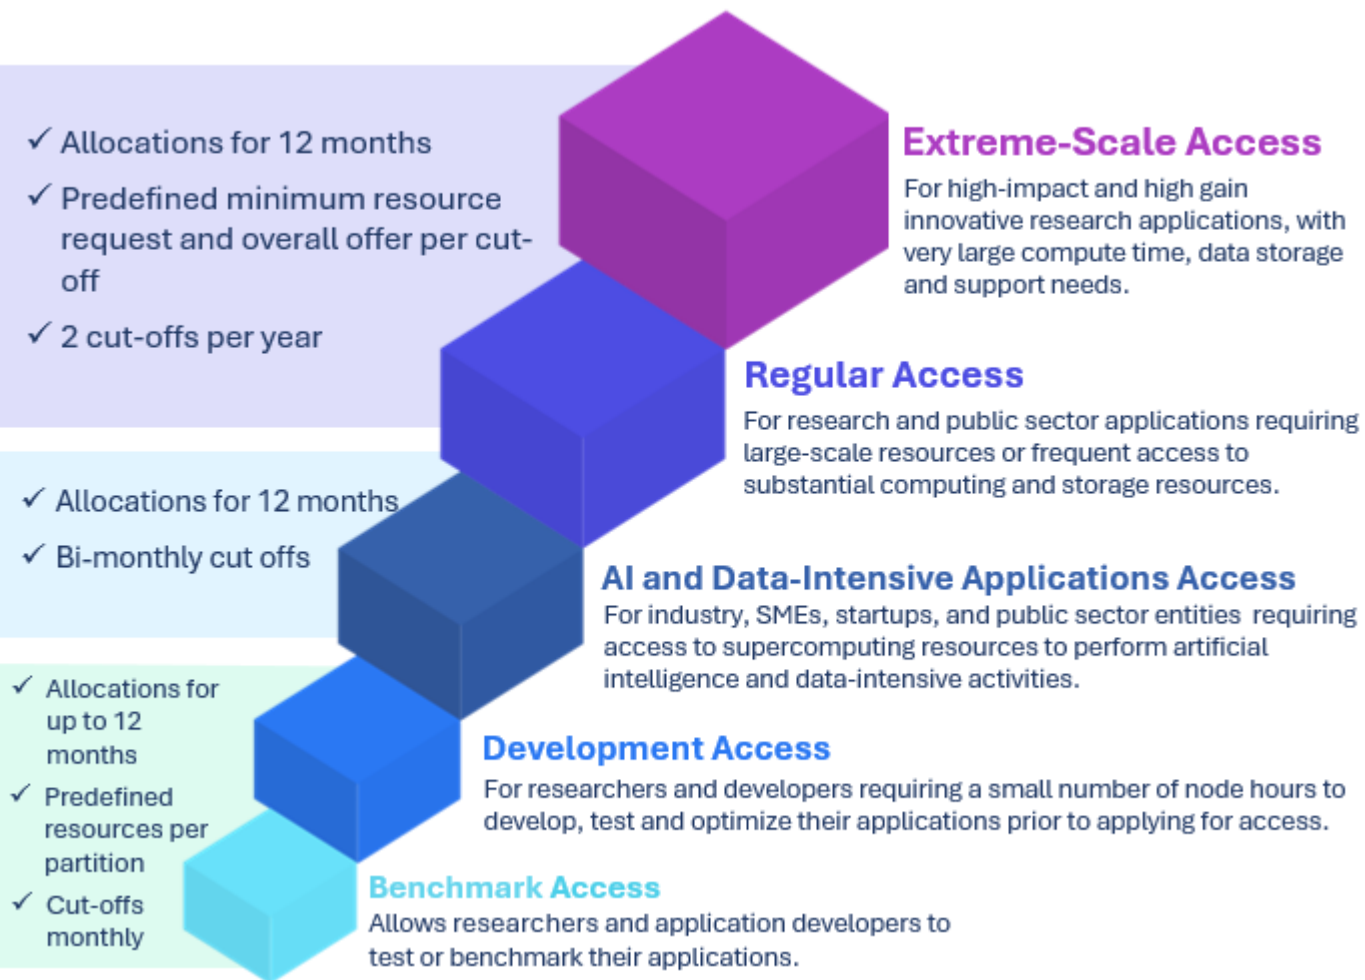 ✓ Allocations for 12 months
✓ Predefined minimum resource
request and overall offer per cut-
off
✓ 2 cut-offs per year
Extreme-Scale Access
For high-impact and high gain
innovative research applications, with
very large compute time, data storage
and support needs.
Regular Access
For research and public sector applications requiring
large-scale resources or frequent access to
substantial computing and storage resources.
✓ Allocations for 12 months
✓ Bi-monthly cut offs
AI and Data-Intensive Applications Access
For industry, SMEs, startups, and public sector entities  requiring
access to supercomputing resources to perform artificial
intelligence and data-intensive activities.
✓ Allocations for
up to 12
months
✓ Predefined
resources per
partition
✓ Cut-offs
monthly
Development Access
For researchers and developers requiring a small number of node hours to
develop, test and optimize their applications prior to applying for access.
Benchmark Access
Allows researchers and application developers to
test or benchmark their applications.